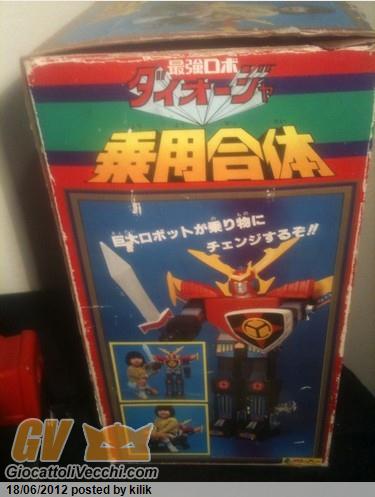 最強ロボ
ダイオージャ
乗用合体
巨大ロボットが乗り物に
チェンジするぞ!!
GV
GiocattoliVecchi.com
18/06/2012 posted by kilik